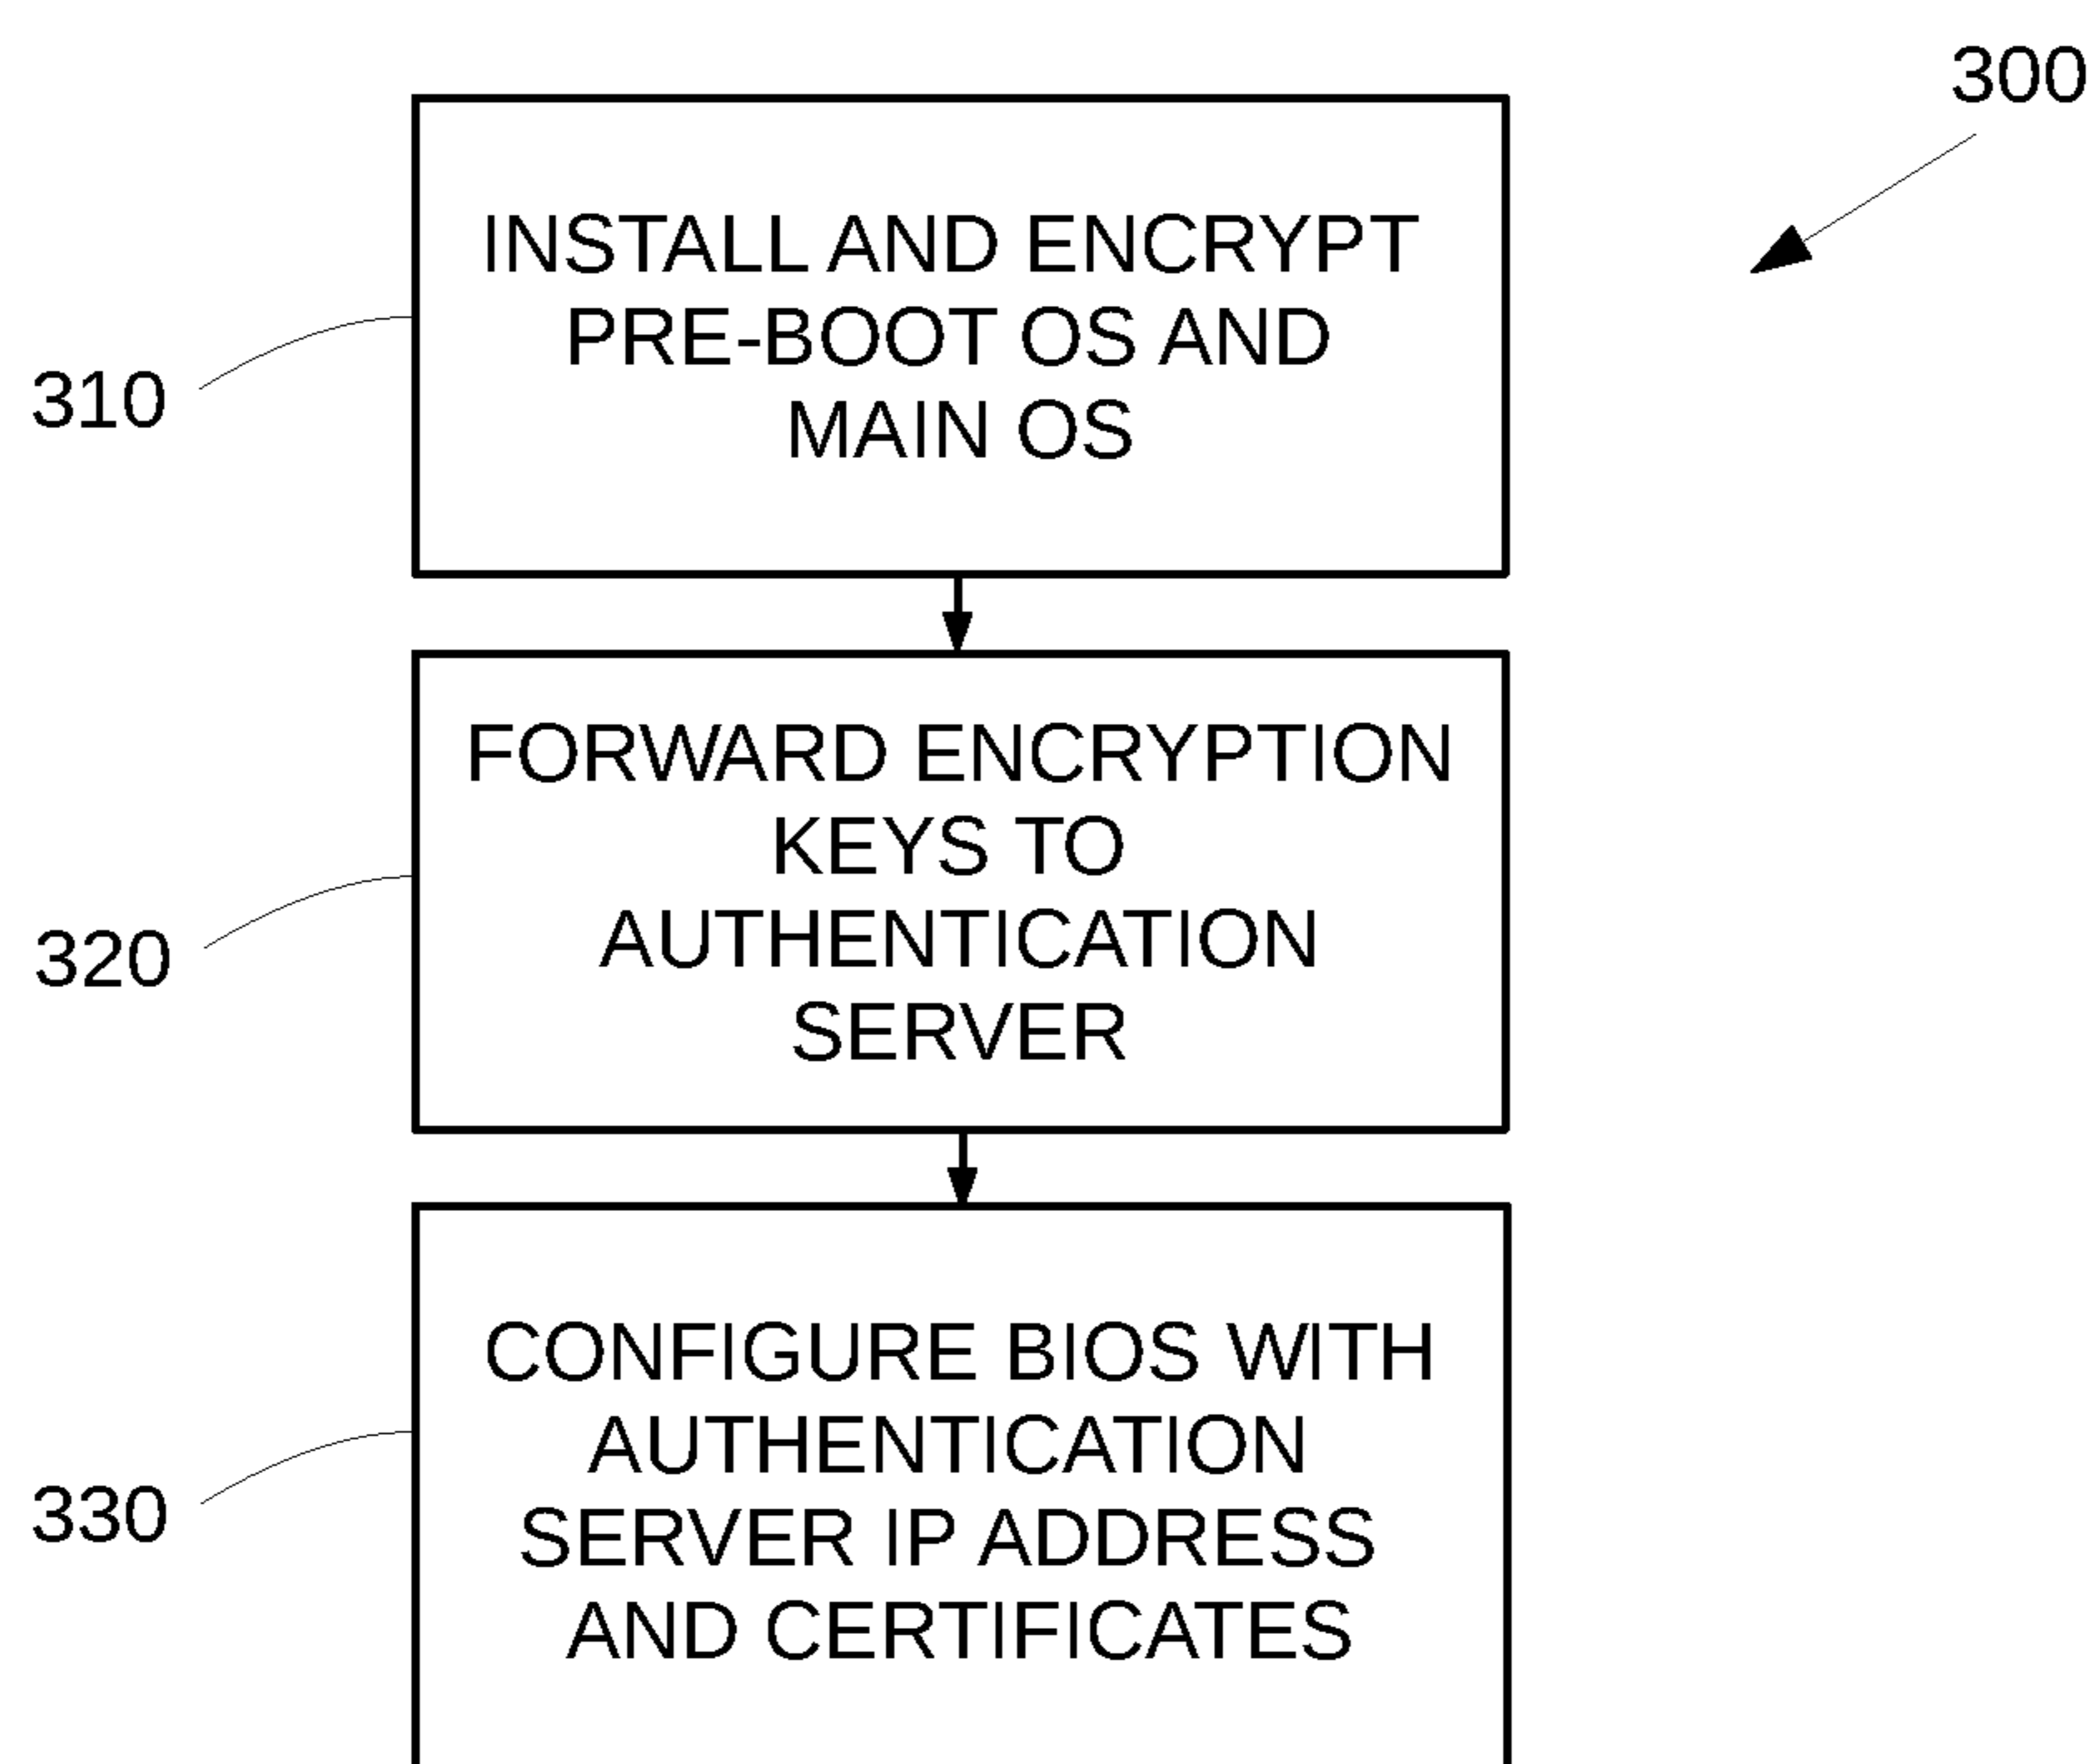 300
INSTALL AND ENCRYPT
PRE-BOOT OS AND
MAIN OS
310
FORWARD ENCRYPTION
KEYS TO
AUTHENTICATION
SERVER
320
CONFIGURE BIOS WITH
AUTHENTICATION
SERVER IP ADDRESS
AND CERTIFICATES
330